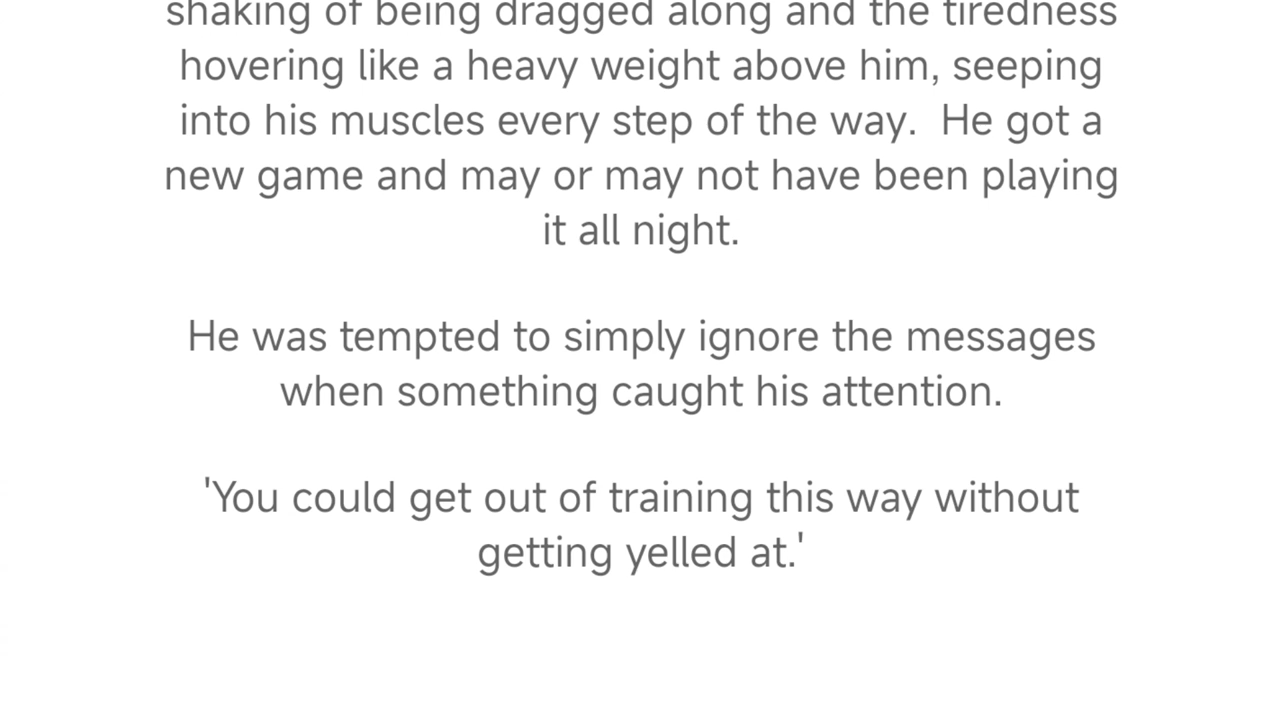 shaking of being dragged along and the tiredness
hovering like a heavy weight above him, seeping
into his muscles every step of the way.  He got a
new game and may or may not have been playing
it all night.
He was tempted to simply ignore the messages
when something caught his attention.
'You could get out of training this way without
getting yelled at.'